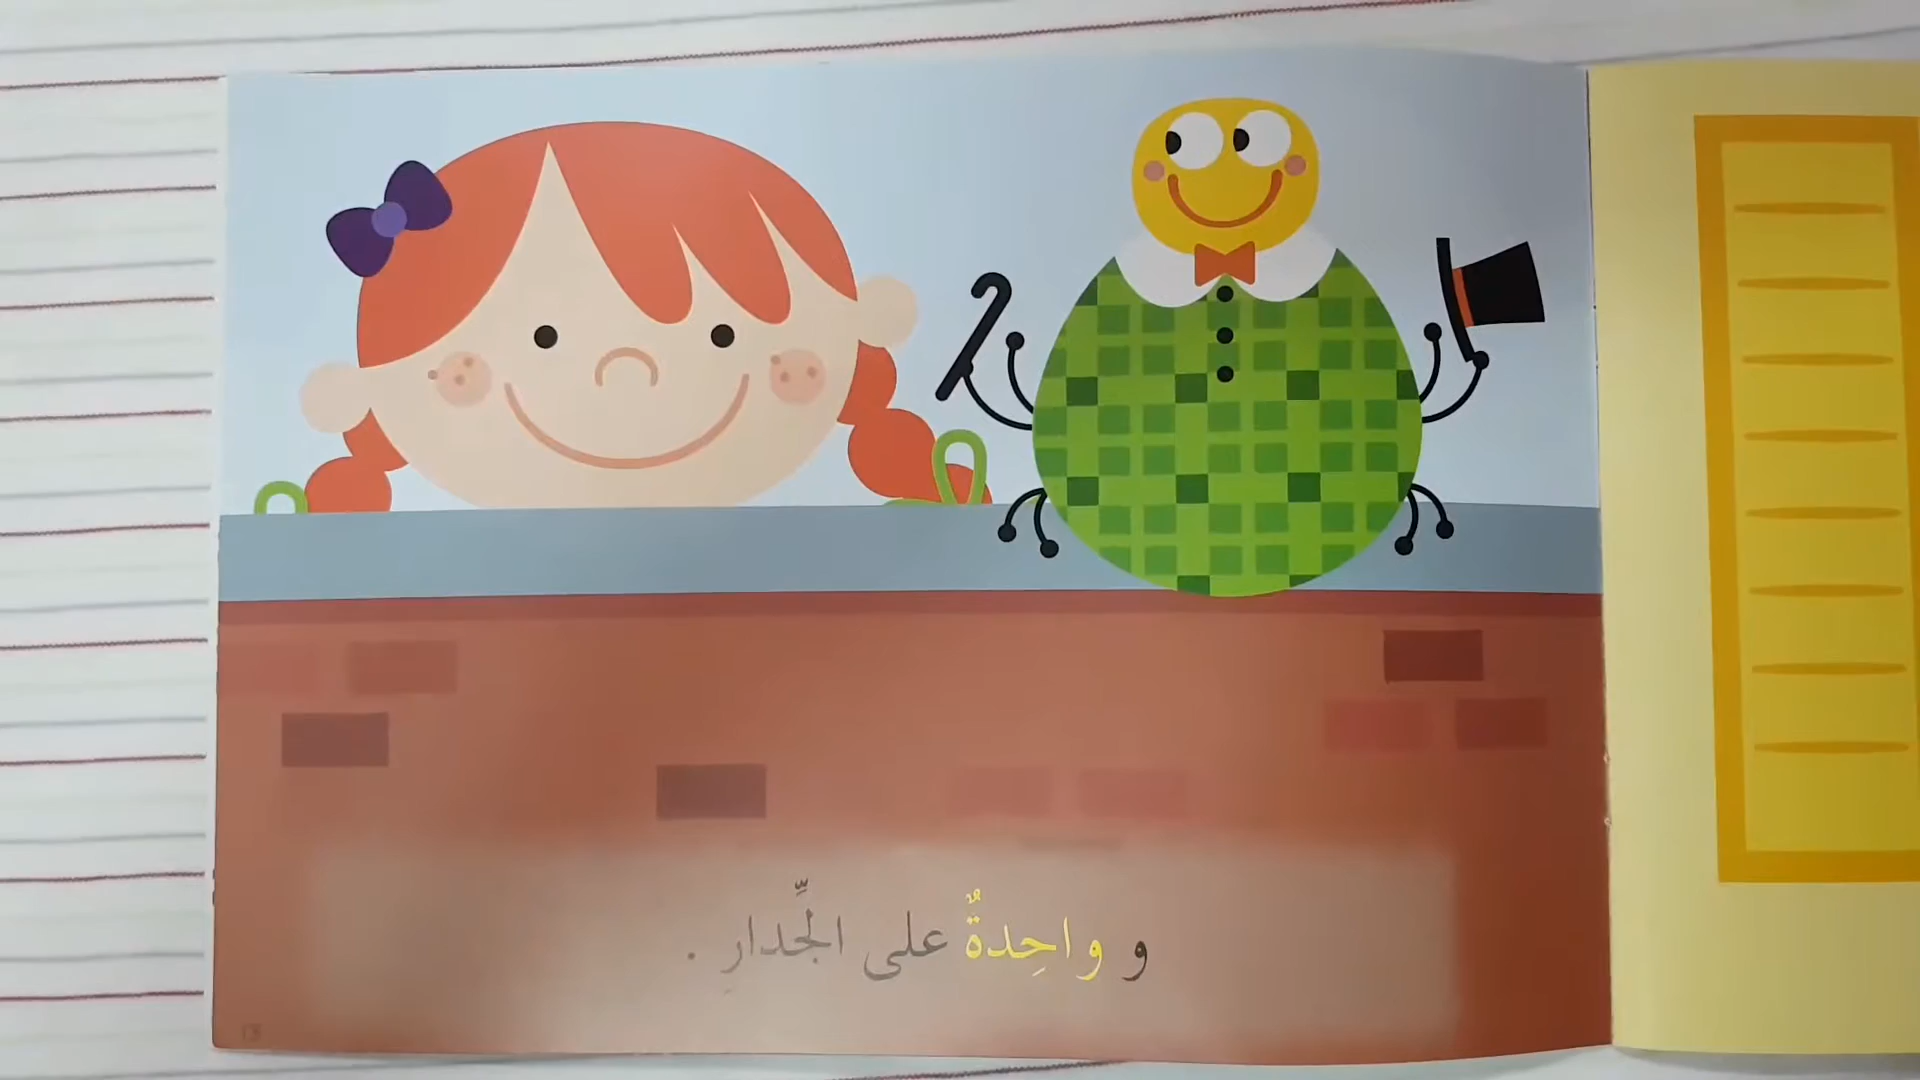 و واحِدةٌ على الجِّدارِ .